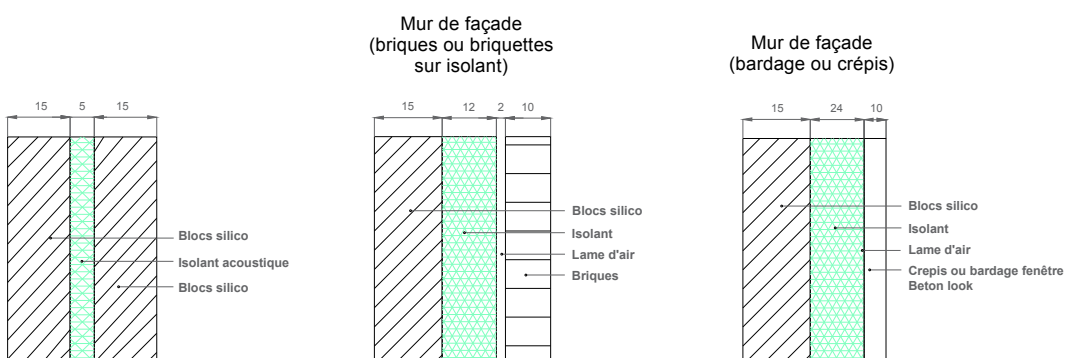 15 5 15
Blocs silico
Isolant acoustique
Blocs silico
Mur de façade
(briques ou briquettes
sur isolant)
15 12 2 10
Blocs silico
Isolant
Lame d'air
Briques
Mur de façade
(bardage ou crépis)
15 24 10
Blocs silico
Isolant
Lame d'air
Crepis ou bardage fenêtre
Beton look